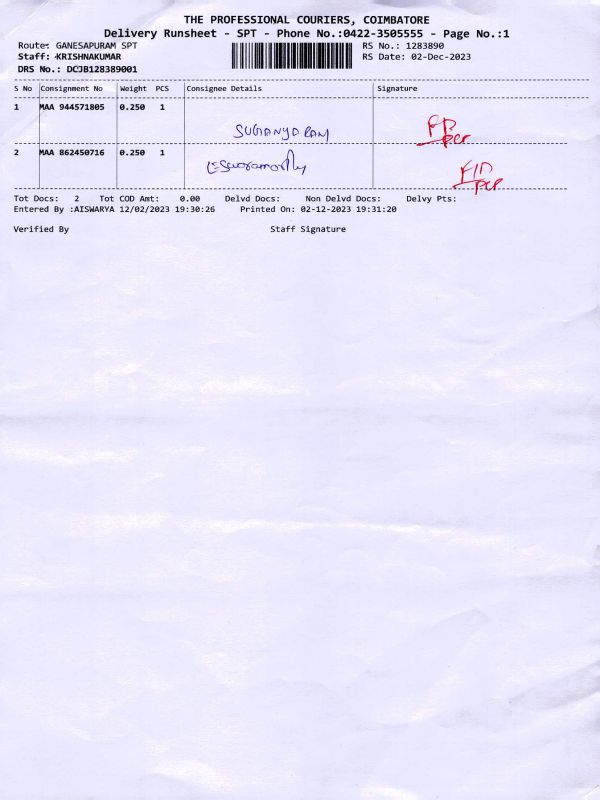 THE PROFESSIONAL COURIERS, COIMBATORE
Delivery Runsheet - SPT - Phone No.:0422-3505555 - Page No.:1
Route: GANESAPURAM SPT RS No.: 1283890
Staff: KRISHNAKUMAR RS Date: 02-Dec-2023
DRS No.: DCJB128389001
S No Consignment No Weight PCS Consignee Details Signature
1 MAA 944571805 0.250 1
SUGANYA RAM
2 MAA 862450716 0.250 1
Tot Docs: 2 Tot COD Amt: 0.00 Delvd Docs: Non Delvd Docs: Delvy Pts:
Entered By :AISWARYA 12/02/2023 19:30:26 Printed On: 02-12-2023 19:31:20
Verified By Staff Signature